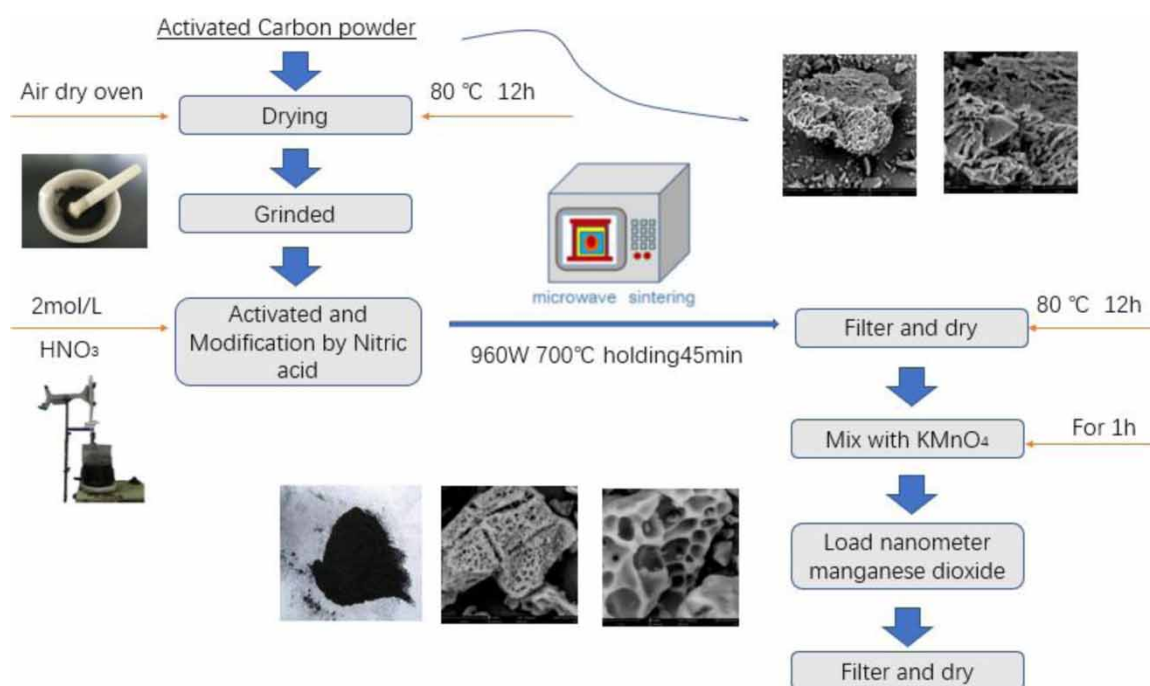 Activated Carbon powder
Air dry oven
80 ℃ 12h
Drying
Grinded
microwave sintering
2mol/L
HNO₃
Activated and
Modification by Nitric
acid
960W 700℃ holding45min
80 ℃ 12h
Filter and dry
Mix with KMnO₄
For 1h
Load nanometer
manganese dioxide
Filter and dry